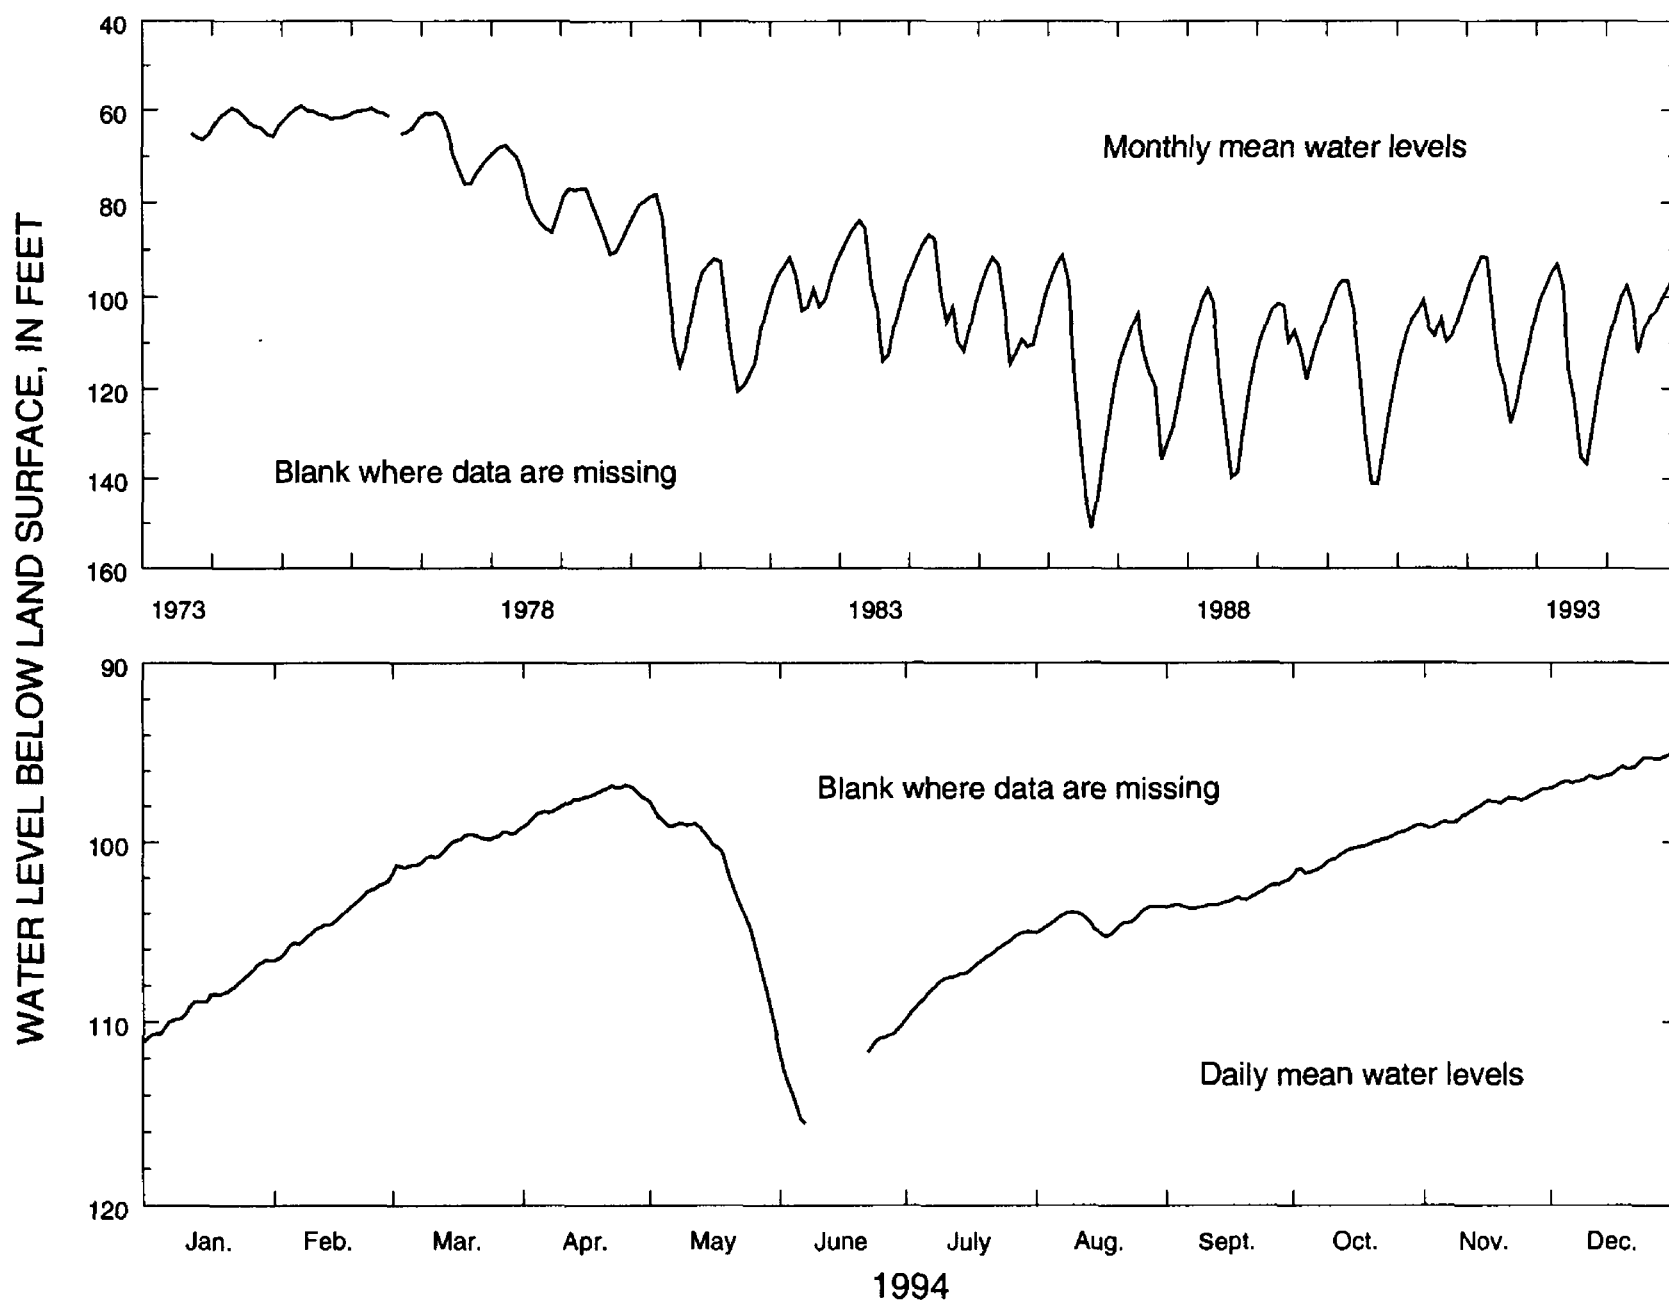 WATER LEVEL BELOW LAND SURFACE, IN FEET
40
60
80
100
120
140
160
Monthly mean water levels
Blank where data are missing
1973 1978 1983 1988 1993
90
100
110
120
Blank where data are missing
Daily mean water levels
Jan. Feb. Mar. Apr. May June July Aug. Sept. Oct. Nov. Dec.
1994